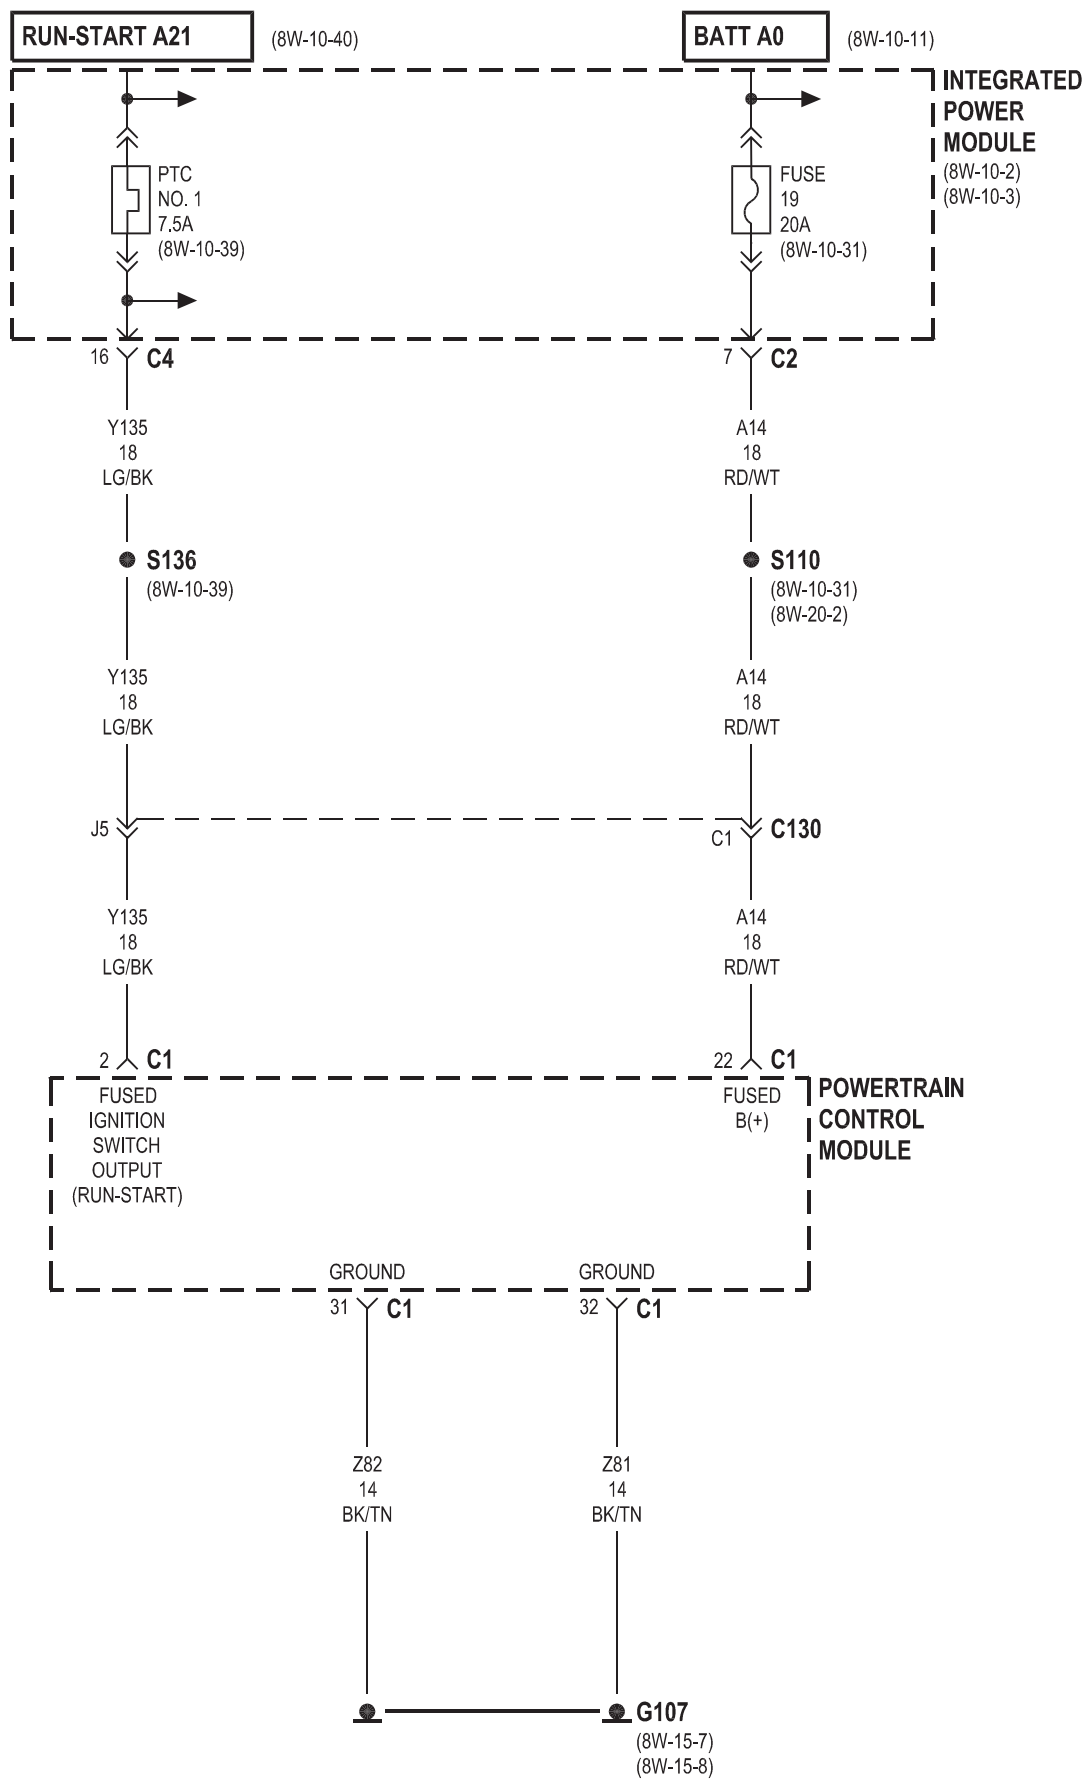 RUN-START A21 (8W-10-40)
BATT A0 (8W-10-11)
INTEGRATED
POWER
MODULE
(8W-10-2)
(8W-10-3)
PTC
NO. 1
7.5A
(8W-10-39)
FUSE
19
20A
(8W-10-31)
16 C4
7 C2
Y135
18
LG/BK
A14
18
RD/WT
S136
(8W-10-39)
S110
(8W-10-31)
(8W-20-2)
Y135
18
LG/BK
A14
18
RD/WT
J5
C1 C130
Y135
18
LG/BK
A14
18
RD/WT
2 C1
22 C1
FUSED
IGNITION
SWITCH
OUTPUT
(RUN-START)
FUSED
B(+)
POWERTRAIN
CONTROL
MODULE
GROUND
GROUND
31 C1
32 C1
Z82
14
BK/TN
Z81
14
BK/TN
G107
(8W-15-7)
(8W-15-8)